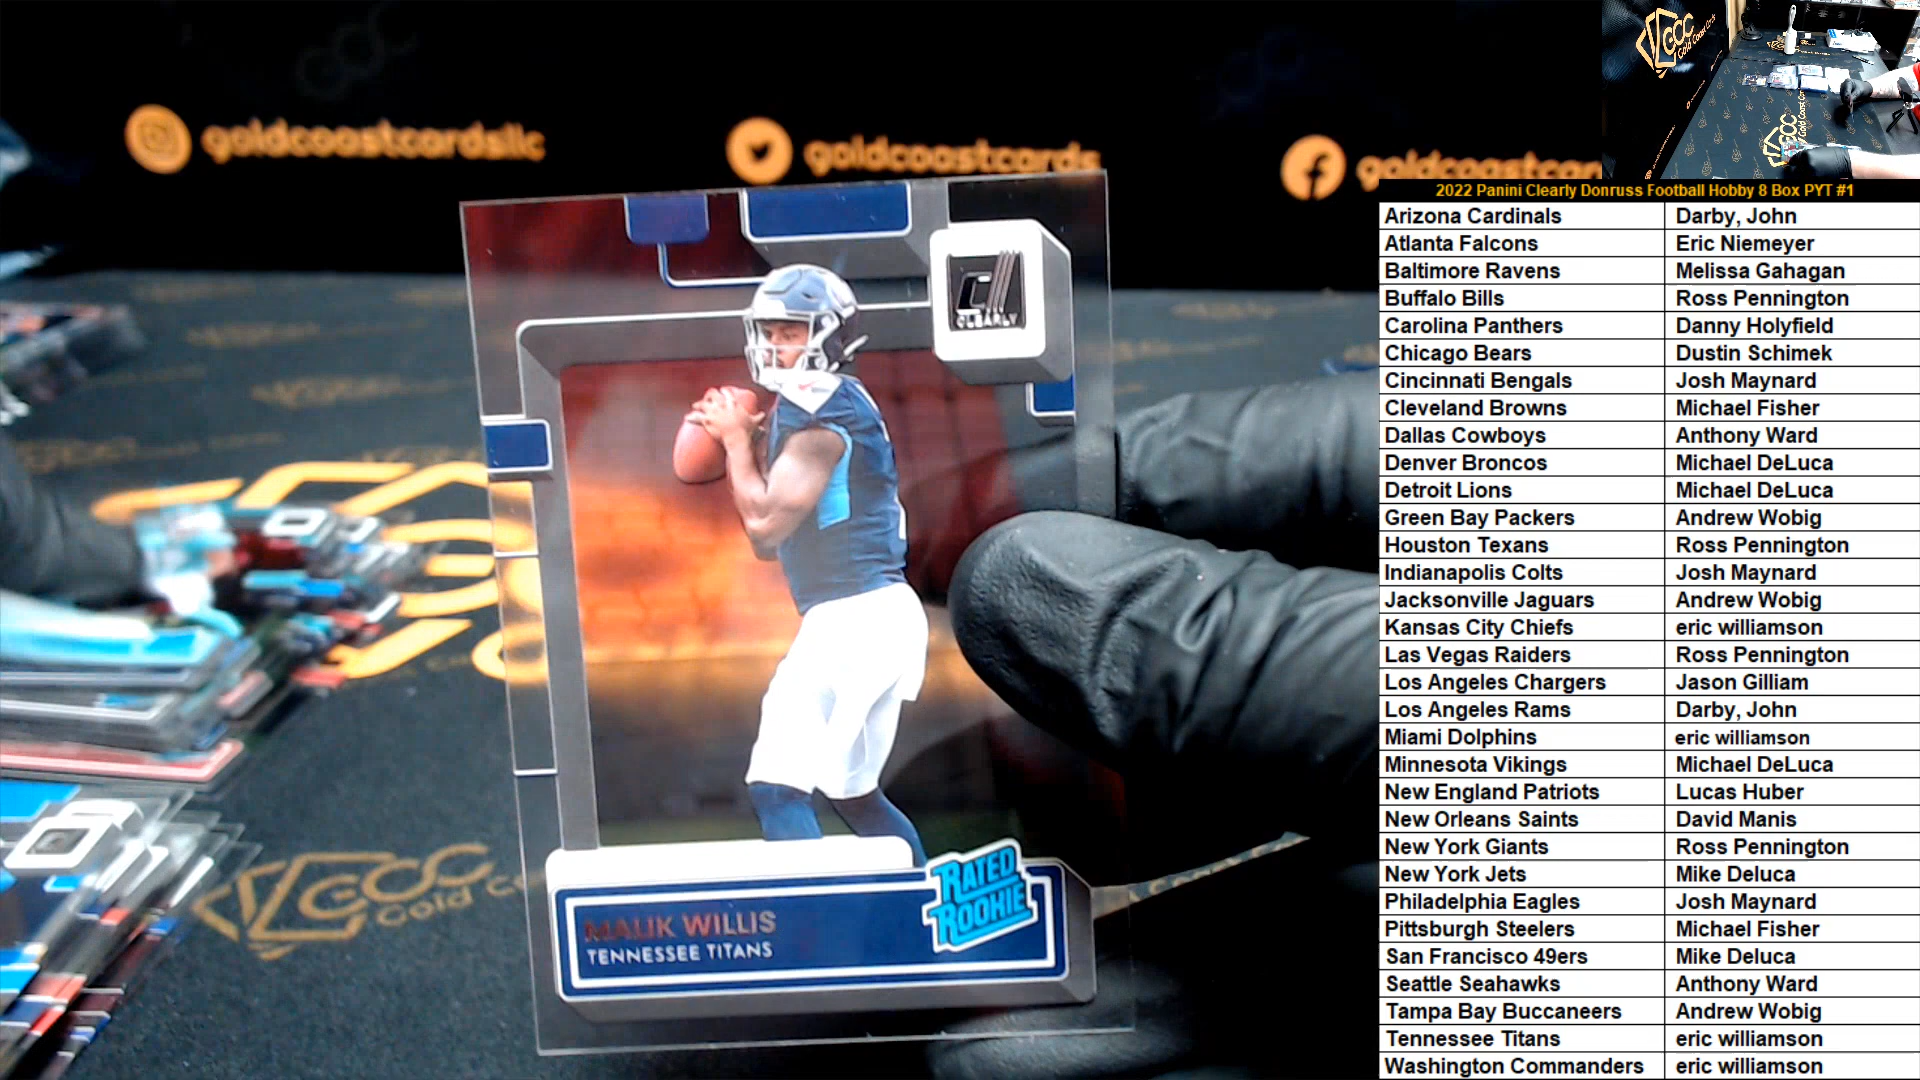 goldcoastcardsllc
goldcoastcards
goldcoastcar
GCC
Gold Coast Cards
2022 Panini Clearly Donruss Football Hobby 8 Box PYT #1
Arizona Cardinals Darby, John
Atlanta Falcons Eric Niemeyer
Baltimore Ravens Melissa Gahagan
Buffalo Bills Ross Pennington
Carolina Panthers Danny Holyfield
Chicago Bears Dustin Schimek
Cincinnati Bengals Josh Maynard
Cleveland Browns Michael Fisher
Dallas Cowboys Anthony Ward
Denver Broncos Michael DeLuca
Detroit Lions Michael DeLuca
Green Bay Packers Andrew Wobig
Houston Texans Ross Pennington
Indianapolis Colts Josh Maynard
Jacksonville Jaguars Andrew Wobig
Kansas City Chiefs eric williamson
Las Vegas Raiders Ross Pennington
Los Angeles Chargers Jason Gilliam
Los Angeles Rams Darby, John
Miami Dolphins eric williamson
Minnesota Vikings Michael DeLuca
New England Patriots Lucas Huber
New Orleans Saints David Manis
New York Giants Ross Pennington
New York Jets Mike Deluca
Philadelphia Eagles Josh Maynard
Pittsburgh Steelers Michael Fisher
San Francisco 49ers Mike Deluca
Seattle Seahawks Anthony Ward
Tampa Bay Buccaneers Andrew Wobig
Tennessee Titans eric williamson
Washington Commanders eric williamson
CLEARLY
RATED
ROOKIE
MALIK WILLIS
TENNESSEE TITANS
GCC
Gold Co